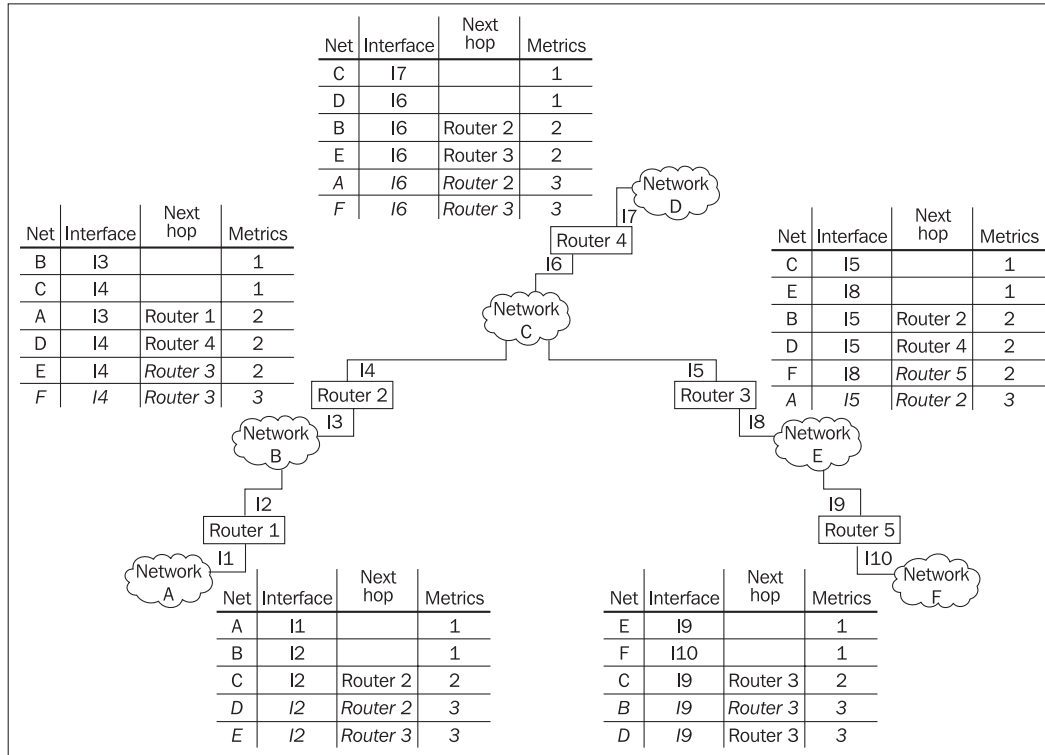 Net Interface Next hop Metrics
C I7 1
D I6 1
B I6 Router 2 2
E I6 Router 3 2
A I6 Router 2 3
F I6 Router 3 3
Network D
I7
Router 4
I6
Network C
Net Interface Next hop Metrics
B I3 1
C I4 1
A I3 Router 1 2
D I4 Router 4 2
E I4 Router 3 2
F I4 Router 3 3
Net Interface Next hop Metrics
C I5 1
E I8 1
B I5 Router 2 2
D I5 Router 4 2
F I8 Router 5 2
A I5 Router 2 3
I4
Router 2
I3
I5
Router 3
I8
Network B
Network E
I2
Router 1
I1
I9
Router 5
I10
Network A
Network F
Net Interface Next hop Metrics
A I1 1
B I2 1
C I2 Router 2 2
D I2 Router 2 3
E I2 Router 3 3
Net Interface Next hop Metrics
E I9 1
F I10 1
C I9 Router 3 2
B I9 Router 3 3
D I9 Router 3 3